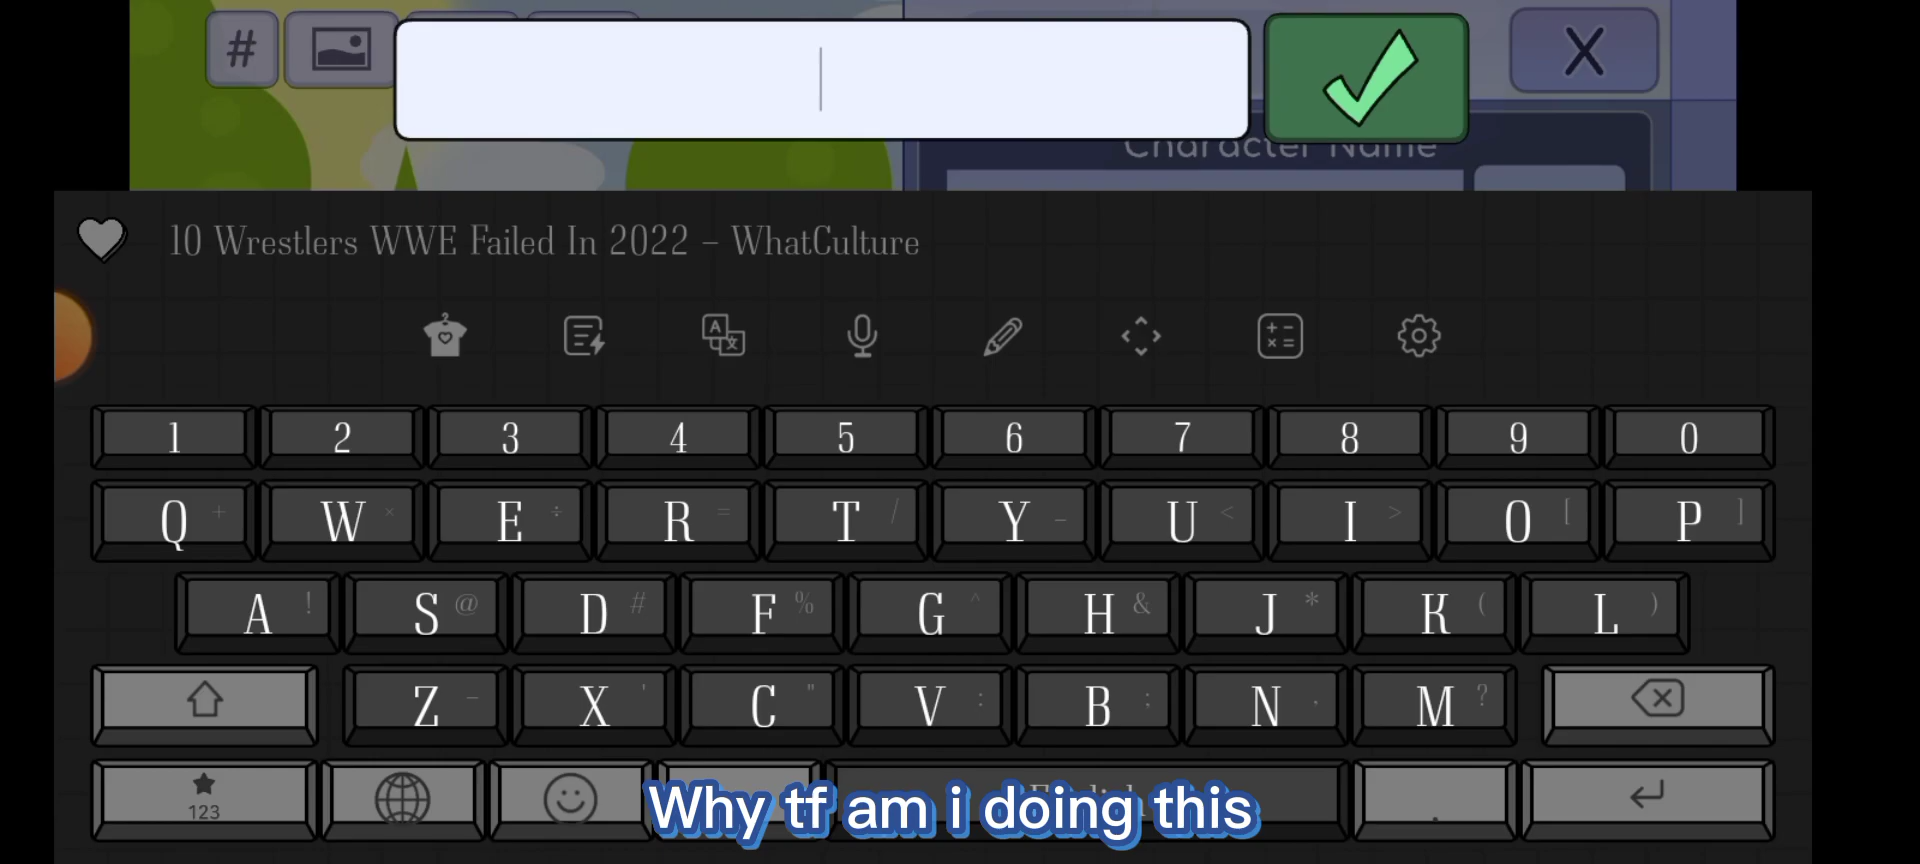 #
X
Character Name
10 Wrestlers WWE Failed In 2022 – WhatCulture
1 2 3 4 5 6 7 8 9 0
Q + W × E ÷ R = T / Y _ U < I > O [ P ]
A ! S @ D # F % G ^ H & J * K ( L )
Z - X ' C " V : B ; N , M ?
123 .
Why tf am i doing this